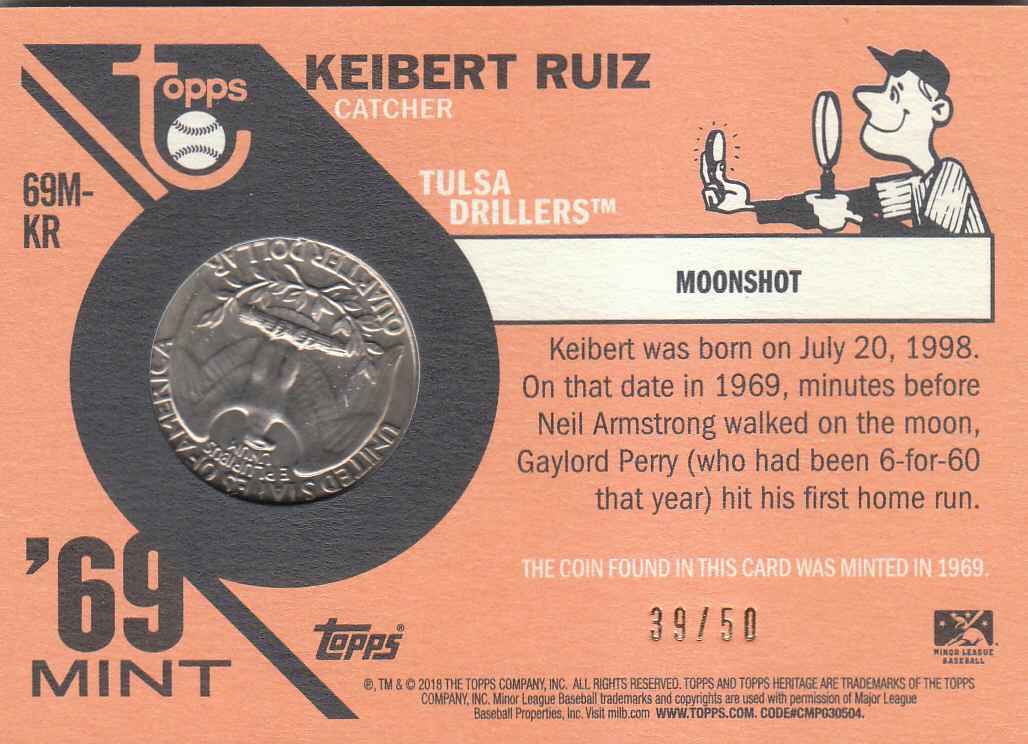 topps
KEIBERT RUIZ
CATCHER
69M-
KR
TULSA
DRILLERS™
MOONSHOT
QUARTER DOLLAR
UNITED STATES OF AMERICA
E PLURIBUS
UNUM
Keibert was born on July 20, 1998.
On that date in 1969, minutes before
Neil Armstrong walked on the moon,
Gaylord Perry (who had been 6-for-60
that year) hit his first home run.
THE COIN FOUND IN THIS CARD WAS MINTED IN 1969.
39/50
'69
MINT
topps®
MINOR LEAGUE
BASEBALL
®, TM & © 2018 THE TOPPS COMPANY, INC. ALL RIGHTS RESERVED. TOPPS AND TOPPS HERITAGE ARE TRADEMARKS OF THE TOPPS
COMPANY, INC. Minor League Baseball trademarks and copyrights are used with permission of Major League
Baseball Properties, Inc. Visit milb.com WWW.TOPPS.COM. CODE#CMP030504.